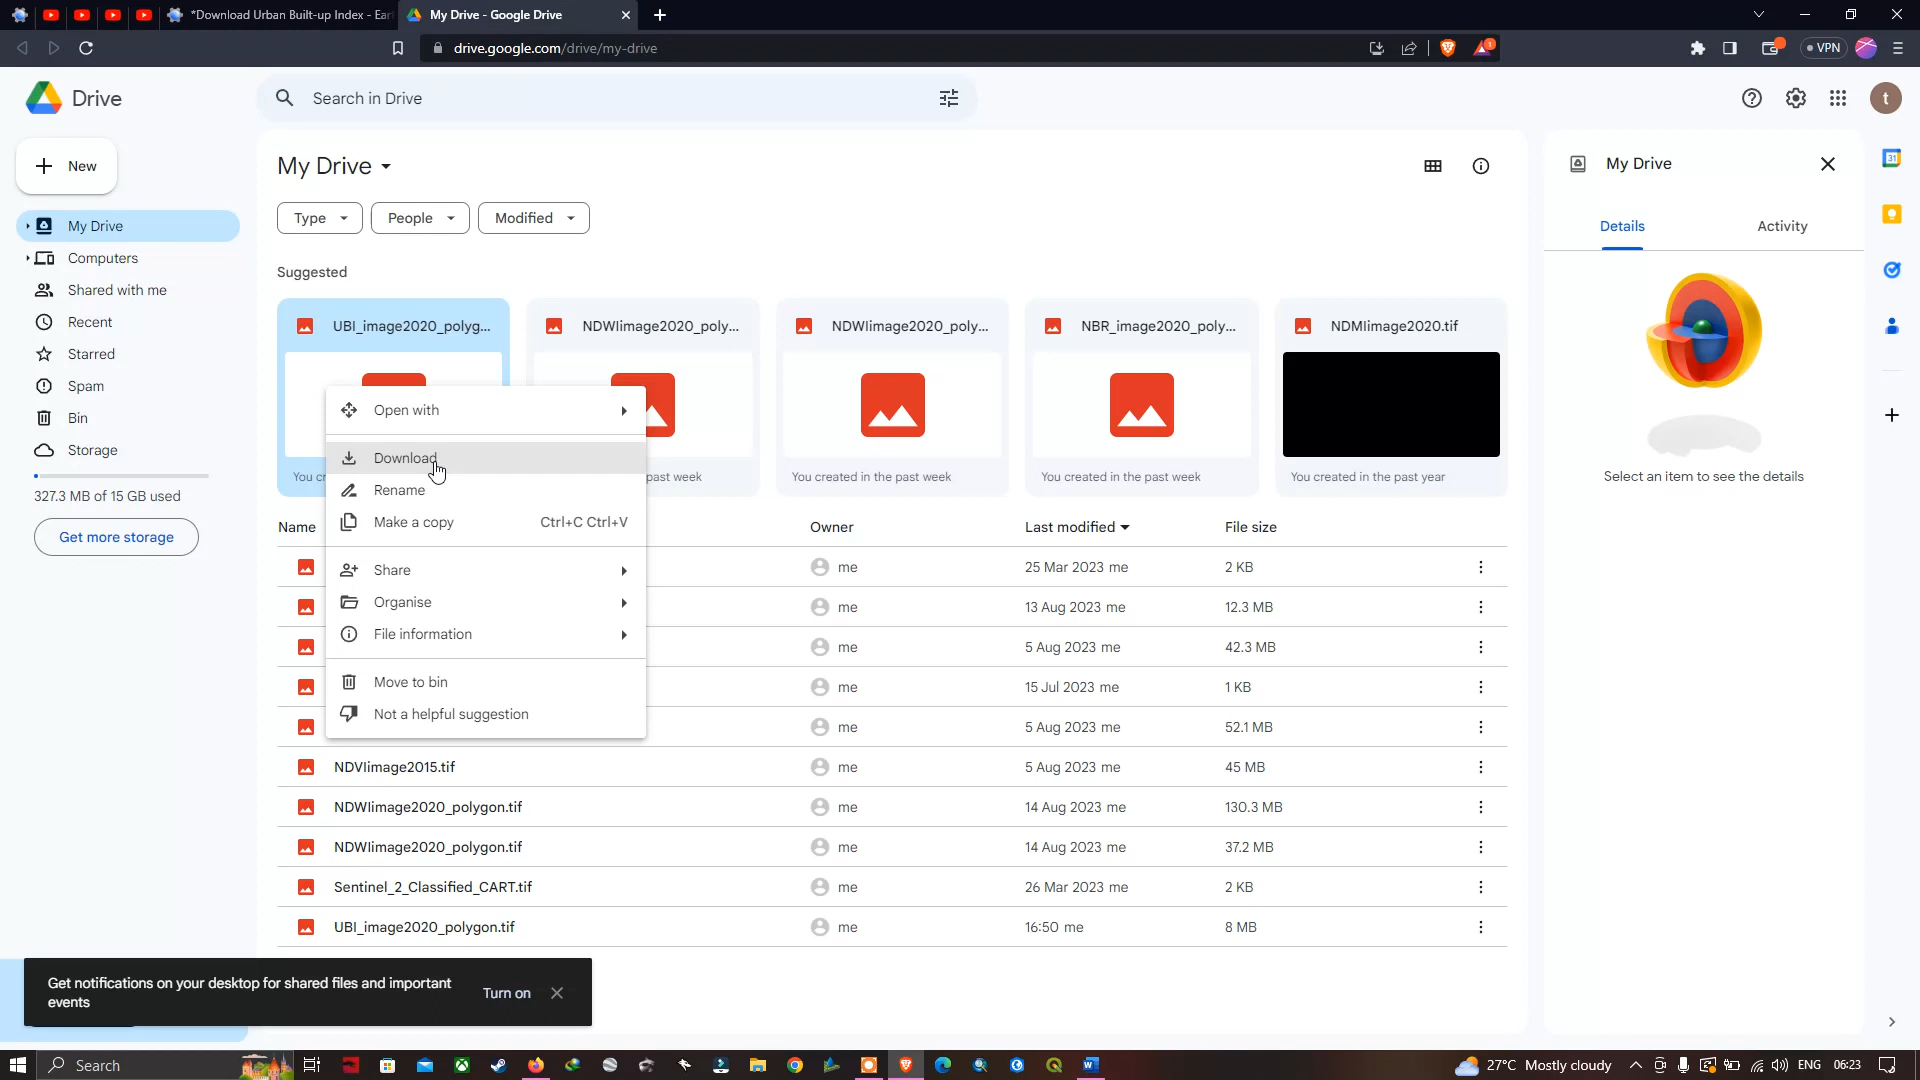 *Download Urban Built-up Index - Ear
My Drive - Google Drive
drive.google.com/drive/my-drive
1
VPN
Drive
Search in Drive
t
New
My Drive
Computers
Shared with me
Recent
Starred
Spam
Bin
Storage
327.3 MB of 15 GB used
Get more storage
My Drive
Type
People
Modified
Suggested
UBI_image2020_polyg...
NDWIimage2020_poly...
NDWIimage2020_poly...
NBR_image2020_poly...
NDMIimage2020.tif
You cr
past week
You created in the past week
You created in the past week
You created in the past year
Open with
Download
Rename
Make a copy Ctrl+C Ctrl+V
Share
Organise
File information
Move to bin
Not a helpful suggestion
Name Owner Last modified File size
me 25 Mar 2023 me 2 KB
me 13 Aug 2023 me 12.3 MB
me 5 Aug 2023 me 42.3 MB
me 15 Jul 2023 me 1 KB
me 5 Aug 2023 me 52.1 MB
NDVIimage2015.tif me 5 Aug 2023 me 45 MB
NDWIimage2020_polygon.tif me 14 Aug 2023 me 130.3 MB
NDWIimage2020_polygon.tif me 14 Aug 2023 me 37.2 MB
Sentinel_2_Classified_CART.tif me 26 Mar 2023 me 2 KB
UBI_image2020_polygon.tif me 16:50 me 8 MB
My Drive
Details
Activity
Select an item to see the details
31
Get notifications on your desktop for shared files and important
events
Turn on
Search
27°C Mostly cloudy
ENG
06:23